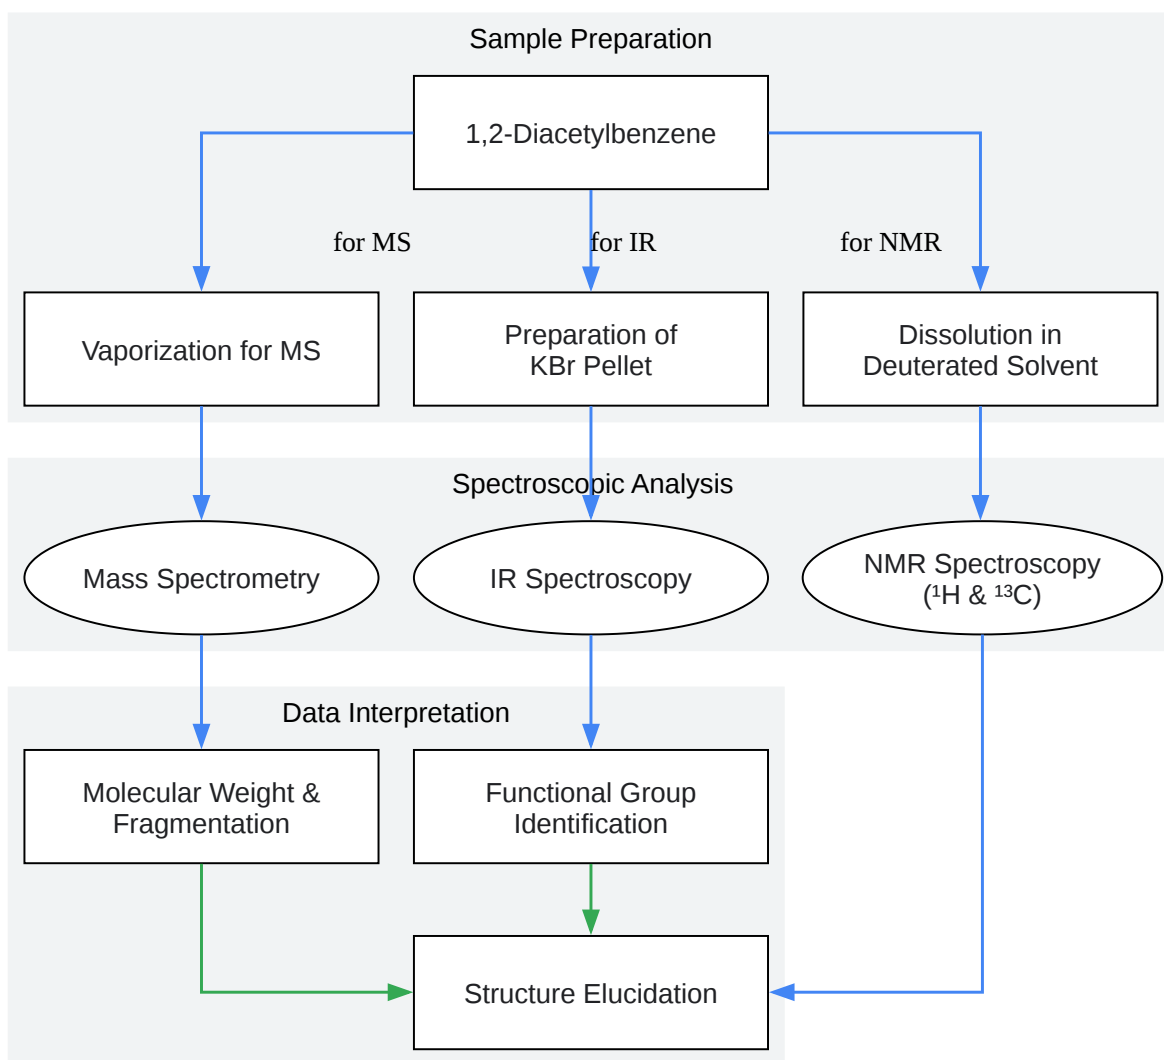 Sample Preparation
1,2-Diacetylbenzene
for MS
for IR
for NMR
Vaporization for MS
Preparation of
KBr Pellet
Dissolution in
Deuterated Solvent
Spectroscopic Analysis
Mass Spectrometry
IR Spectroscopy
NMR Spectroscopy
(¹H & ¹³C)
Data Interpretation
Molecular Weight &
Fragmentation
Functional Group
Identification
Structure Elucidation